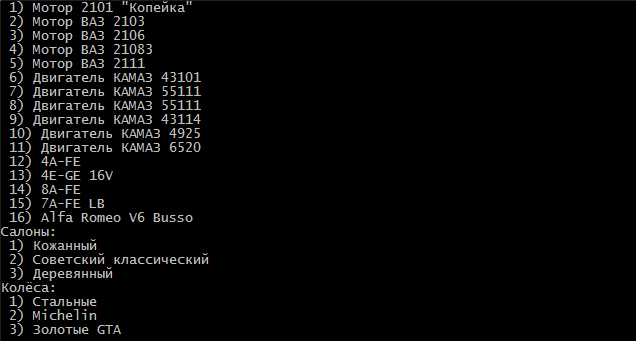 1) Мотор 2101 "Копейка"
2) Мотор ВАЗ 2103
3) Мотор ВАЗ 2106
4) Мотор ВАЗ 21083
5) Мотор ВАЗ 2111
6) Двигатель КАМАЗ 43101
7) Двигатель КАМАЗ 55111
8) Двигатель КАМАЗ 55111
9) Двигатель КАМАЗ 43114
10) Двигатель КАМАЗ 4925
11) Двигатель КАМАЗ 6520
12) 4A-FE
13) 4E-GE 16V
14) 8A-FE
15) 7A-FE LB
16) Alfa Romeo V6 Busso
Салоны:
1) Кожанный
2) Советский классический
3) Деревянный
Колёса:
1) Стальные
2) Michelin
3) Золотые GTA